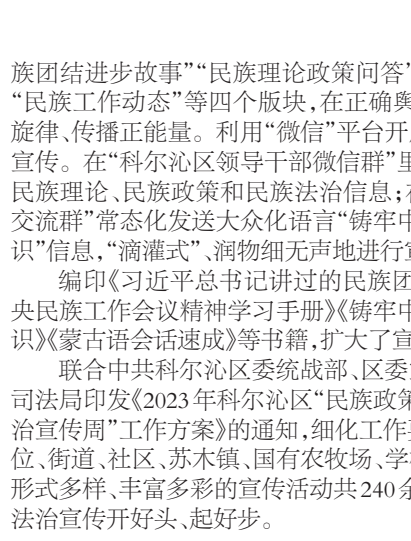 族团结进步故事”“民族理论政策问答”
“民族工作动态”等四个版块,在正确舆
旋律、传播正能量。利用“微信”平台开
宣传。在“科尔沁区领导干部微信群”里
民族理论、民族政策和民族法治信息;在
交流群”常态化发送大众化语言“铸牢中
识”信息,“滴灌式”、润物细无声地进行宣
编印《习近平总书记讲过的民族团
央民族工作会议精神学习手册》《铸牢中
识》《蒙古语会话速成》等书籍,扩大了宣
联合中共科尔沁区委统战部、区委
司法局印发《2023年科尔沁区“民族政策
治宣传周”工作方案》的通知,细化工作要
位、街道、社区、苏木镇、国有农牧场、学
形式多样、丰富多彩的宣传活动共240余
法治宣传开好头、起好步。